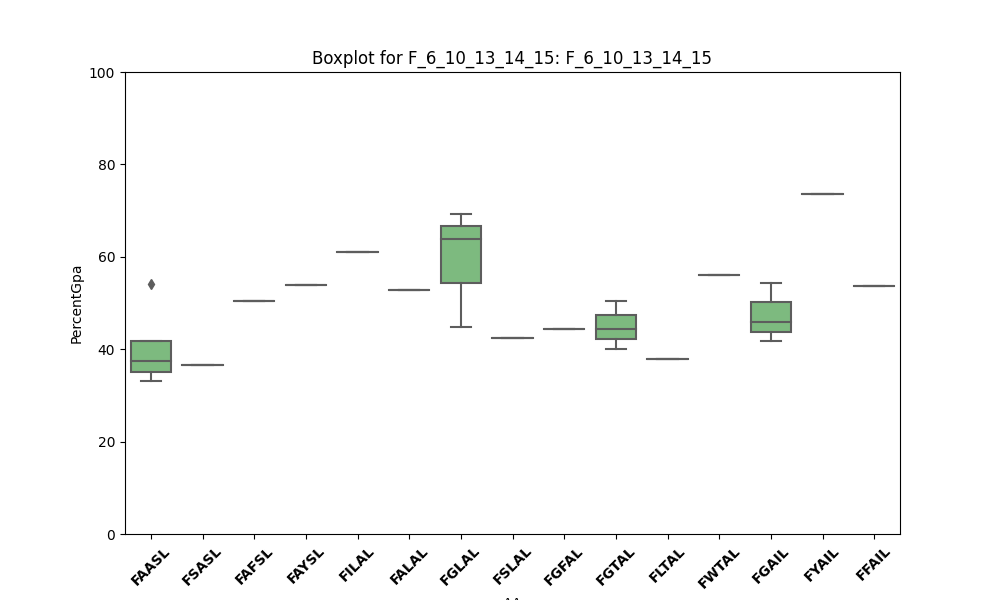 Boxplot for F_6_10_13_14_15: F_6_10_13_14_15
100
80
60
40
20
0
PercentGpa
FAASL
FSASL
FAFSL
FAYSL
FILAL
FALAL
FGLAL
FSLAL
FGFAL
FGTAL
FLTAL
FWTAL
FGAIL
FYAIL
FFAIL